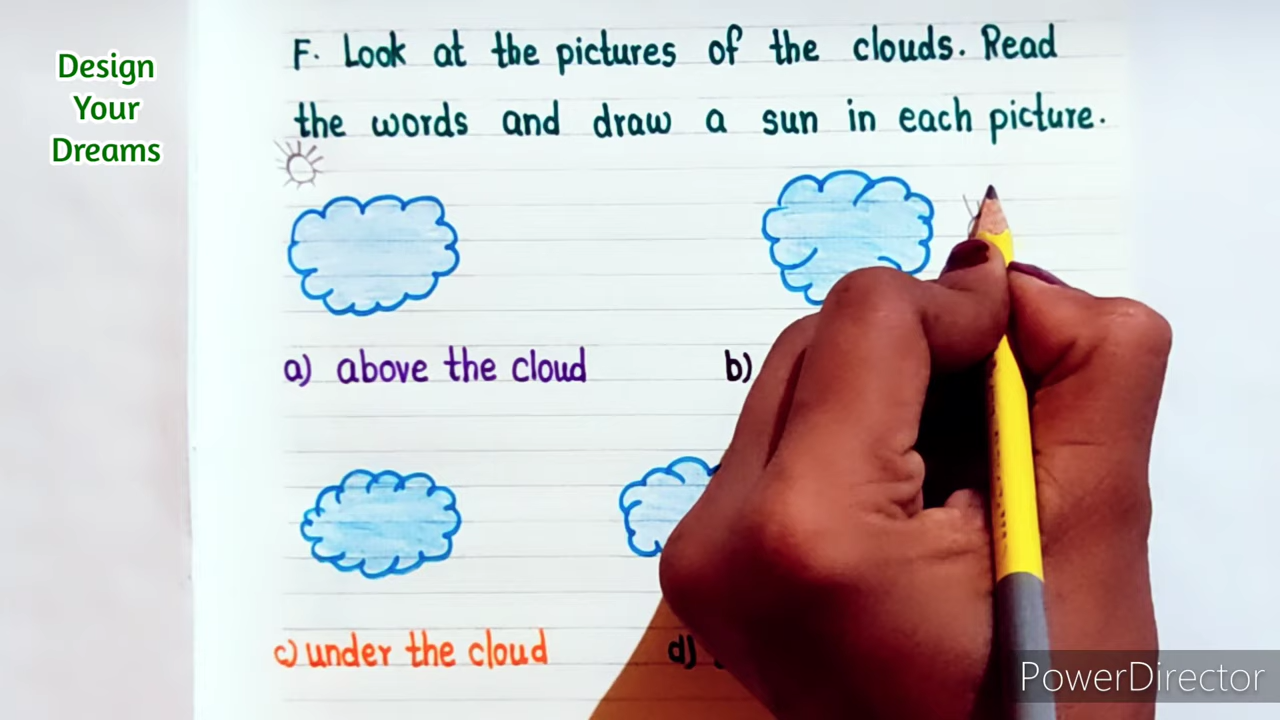 Design
Your
Dreams
F. Look at the pictures of the clouds. Read
the words and draw a sun in each picture.
a) above the cloud
b)
c) under the cloud
d)
PowerDirector